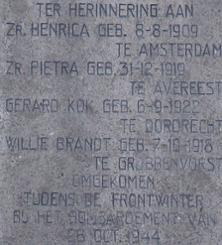 TER HERINNERING AAN
ZR. HENRICA GEB. 8-8-1909
TE AMSTERDAM
ZR. PIETRA GEB. 31-12-1919
TE AVEREEST
GERARD KOK. GEB. 6-9-1922
TE DORDRECHT
WILLIE BRANDT. GEB. 7-10-1918
TE GRUBBENVORST
OMGEKOMEN
TIJDENS DE FRONTWINTER
BIJ HET BOMBARDEMENT VAN
28 OCT. 1944